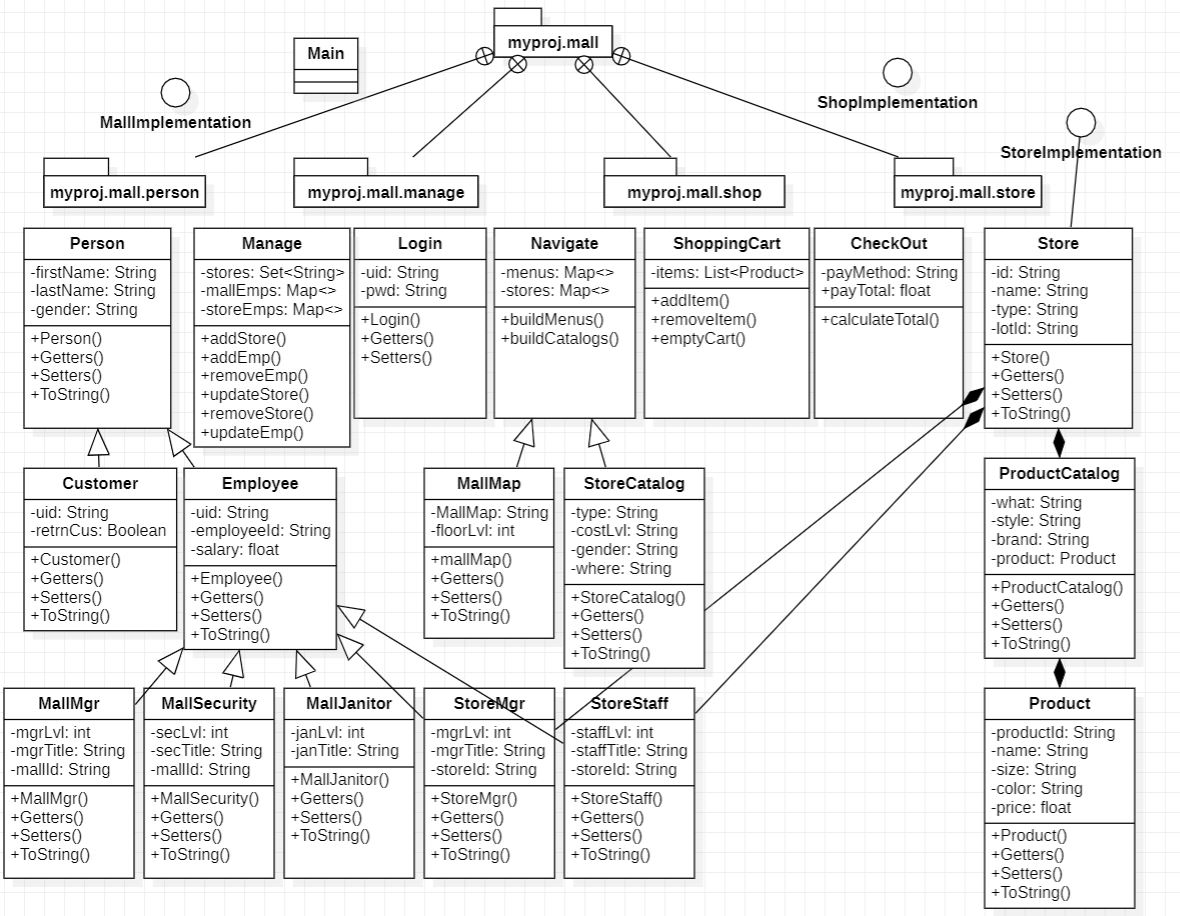 myproj.mall
Main
MallImplementation
ShopImplementation
StoreImplementation
myproj.mall.person
myproj.mall.manage
myproj.mall.shop
myproj.mall.store
Person
-firstName: String
-lastName: String
-gender: String
+Person()
+Getters()
+Setters()
+ToString()
Manage
-stores: Set<String>
-mallEmps: Map<>
-storeEmps: Map<>
+addStore()
+addEmp()
+removeEmp()
+updateStore()
+removeStore()
+updateEmp()
Login
-uid: String
-pwd: String
+Login()
+Getters()
+Setters()
Navigate
-menus: Map<>
-stores: Map<>
+buildMenus()
+buildCatalogs()
ShoppingCart
-items: List<Product>
+addItem()
+removeItem()
+emptyCart()
CheckOut
-payMethod: String
+payTotal: float
+calculateTotal()
Store
-id: String
-name: String
-type: String
-lotId: String
+Store()
+Getters()
+Setters()
+ToString()
Customer
-uid: String
-retrnCus: Boolean
+Customer()
+Getters()
+Setters()
+ToString()
Employee
-uid: String
-employeeId: String
-salary: float
+Employee()
+Getters()
+Setters()
+ToString()
MallMap
-MallMap: String
-floorLvl: int
+mallMap()
+Getters()
+Setters()
+ToString()
StoreCatalog
-type: String
-costLvl: String
-gender: String
-where: String
+StoreCatalog()
+Getters()
+Setters()
+ToString()
ProductCatalog
-what: String
-style: String
-brand: String
-product: Product
+ProductCatalog()
+Getters()
+Setters()
+ToString()
MallMgr
-mgrLvl: int
-mgrTitle: String
-mallId: String
+MallMgr()
+Getters()
+Setters()
+ToString()
MallSecurity
-secLvl: int
-secTitle: String
-mallId: String
+MallSecurity()
+Getters()
+Setters()
+ToString()
MallJanitor
-janLvl: int
-janTitle: String
+MallJanitor()
+Getters()
+Setters()
+ToString()
StoreMgr
-mgrLvl: int
-mgrTitle: String
-storeId: String
+StoreMgr()
+Getters()
+Setters()
+ToString()
StoreStaff
-staffLvl: int
-staffTitle: String
-storeId: String
+StoreStaff()
+Getters()
+Setters()
+ToString()
Product
-productId: String
-name: String
-size: String
-color: String
-price: float
+Product()
+Getters()
+Setters()
+ToString()